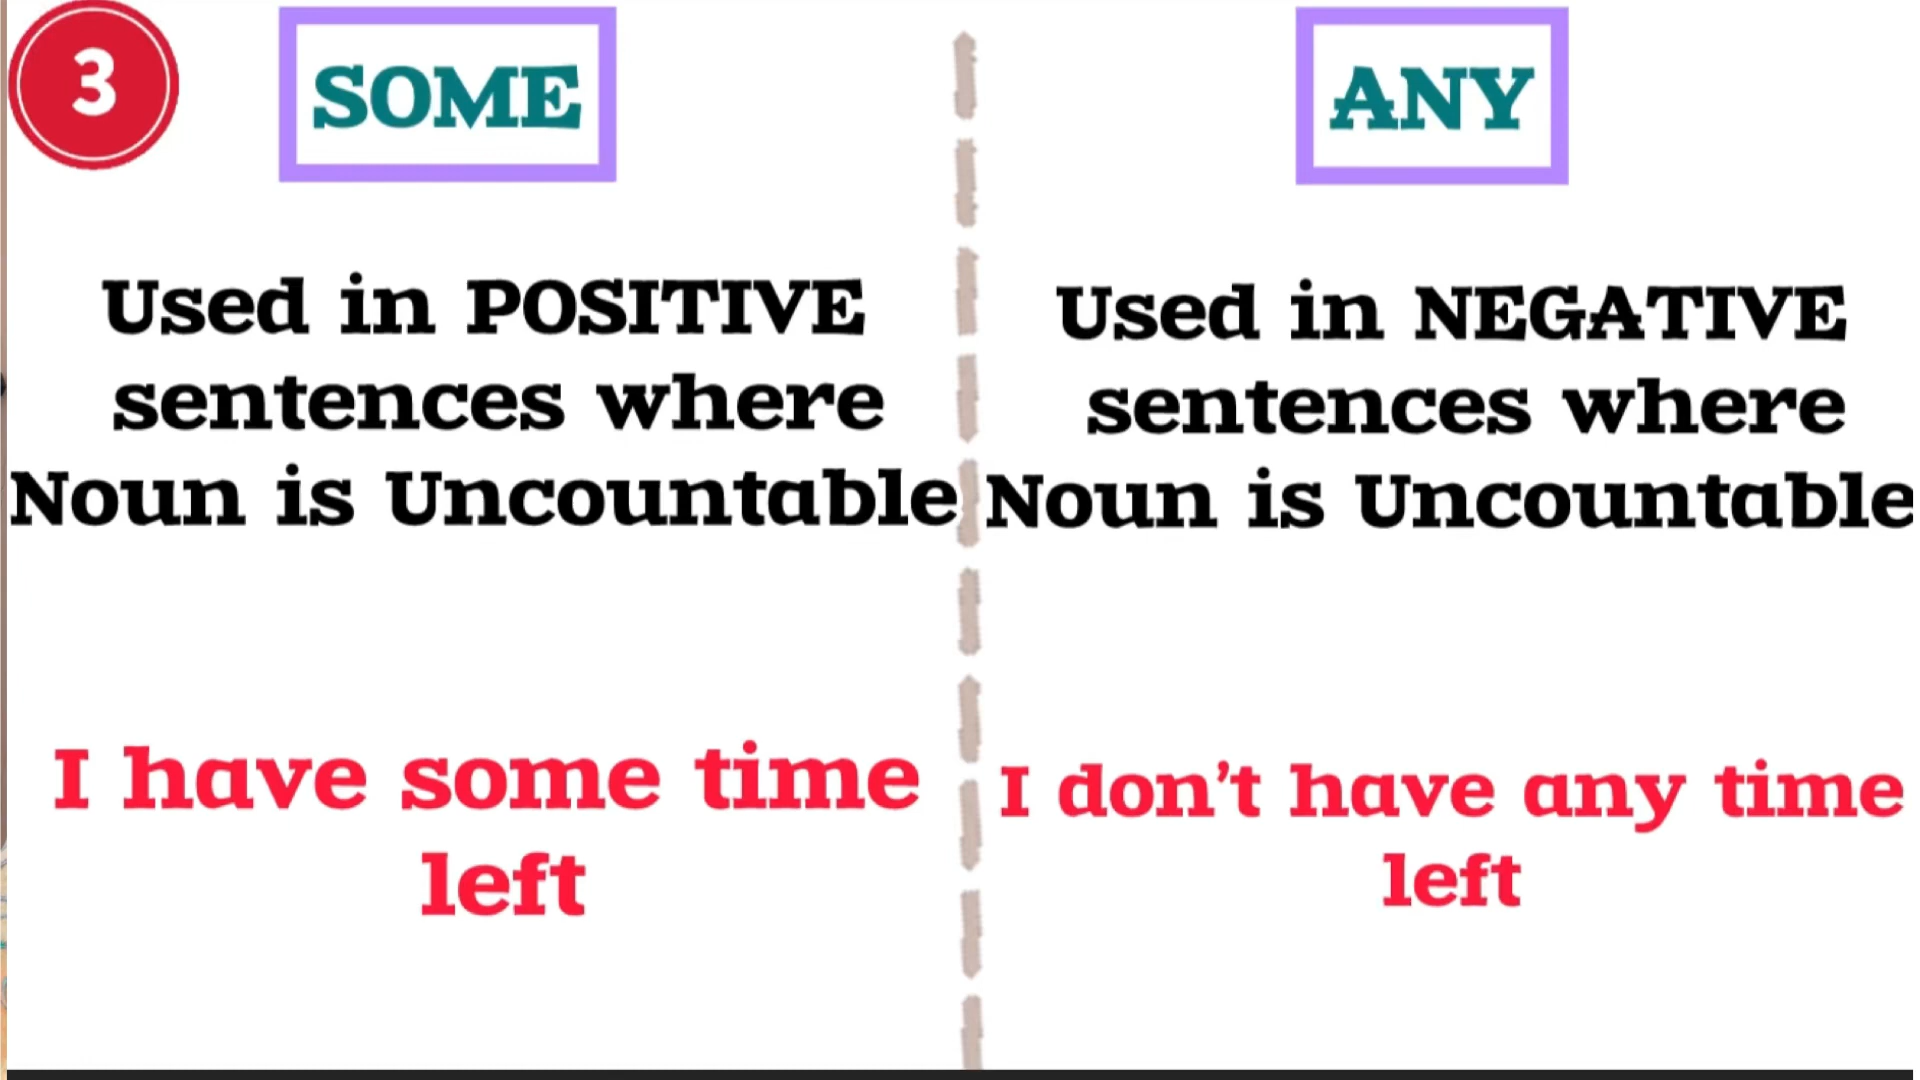 3
SOME
Used in POSITIVE
sentences where
Noun is Uncountable
I have some time
left
ANY
Used in NEGATIVE
sentences where
Noun is Uncountable
I don't have any time
left